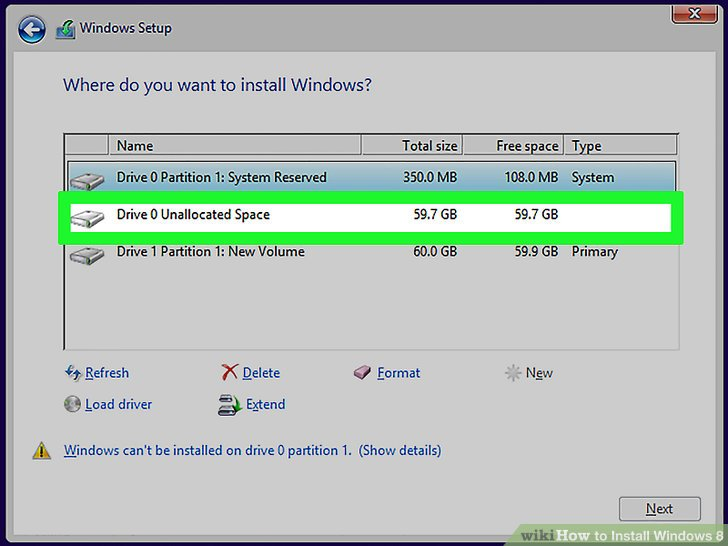 Windows Setup
Where do you want to install Windows?
Name Total size Free space Type
Drive 0 Partition 1: System Reserved 350.0 MB 108.0 MB System
Drive 0 Unallocated Space 59.7 GB 59.7 GB
Drive 1 Partition 1: New Volume 60.0 GB 59.9 GB Primary
Refresh Delete Format New
Load driver Extend
Windows can't be installed on drive 0 partition 1. (Show details)
Next
wikiHow to Install Windows 8